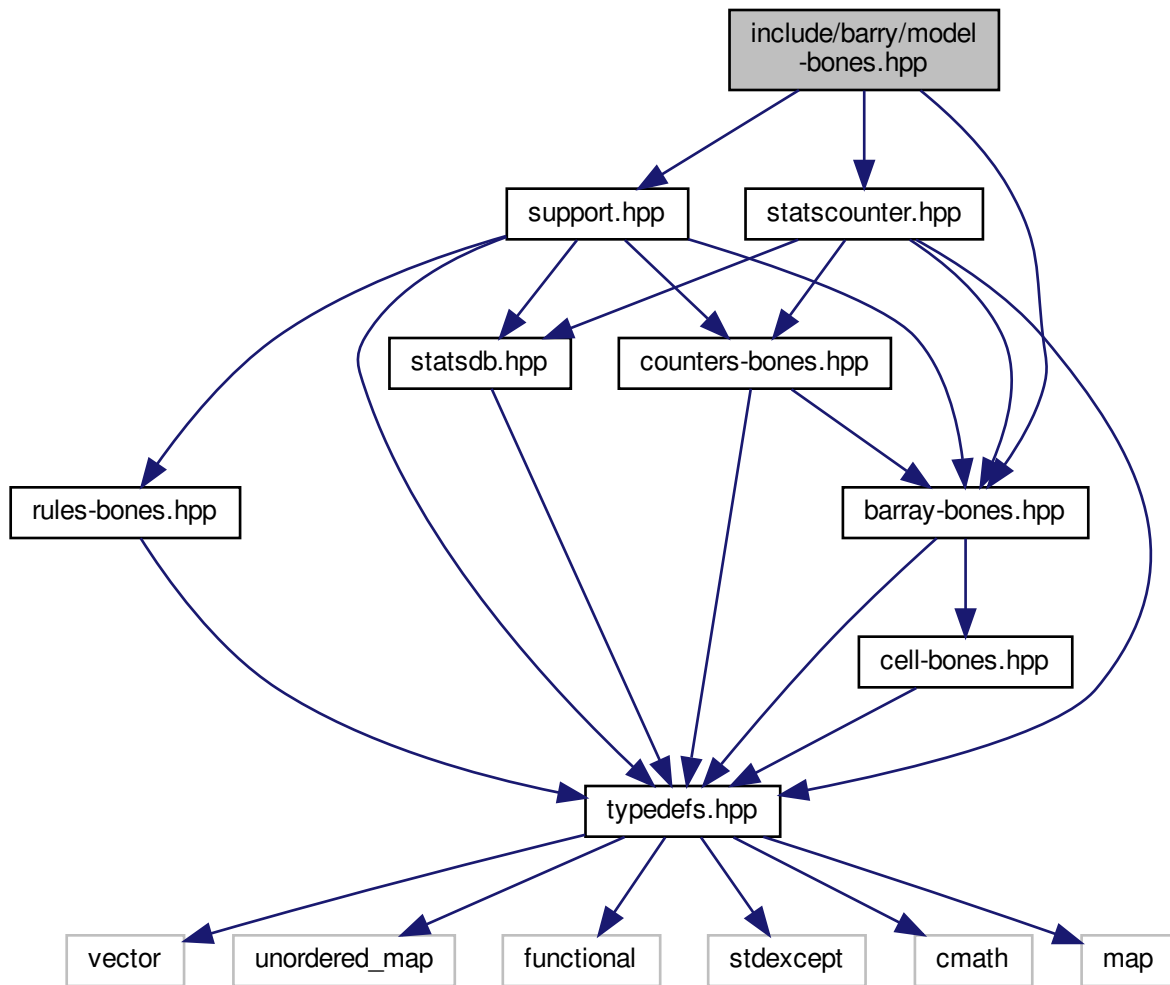 include/barry/model
-bones.hpp
support.hpp
statscounter.hpp
statsdb.hpp
counters-bones.hpp
rules-bones.hpp
barray-bones.hpp
cell-bones.hpp
typedefs.hpp
vector
unordered_map
functional
stdexcept
cmath
map